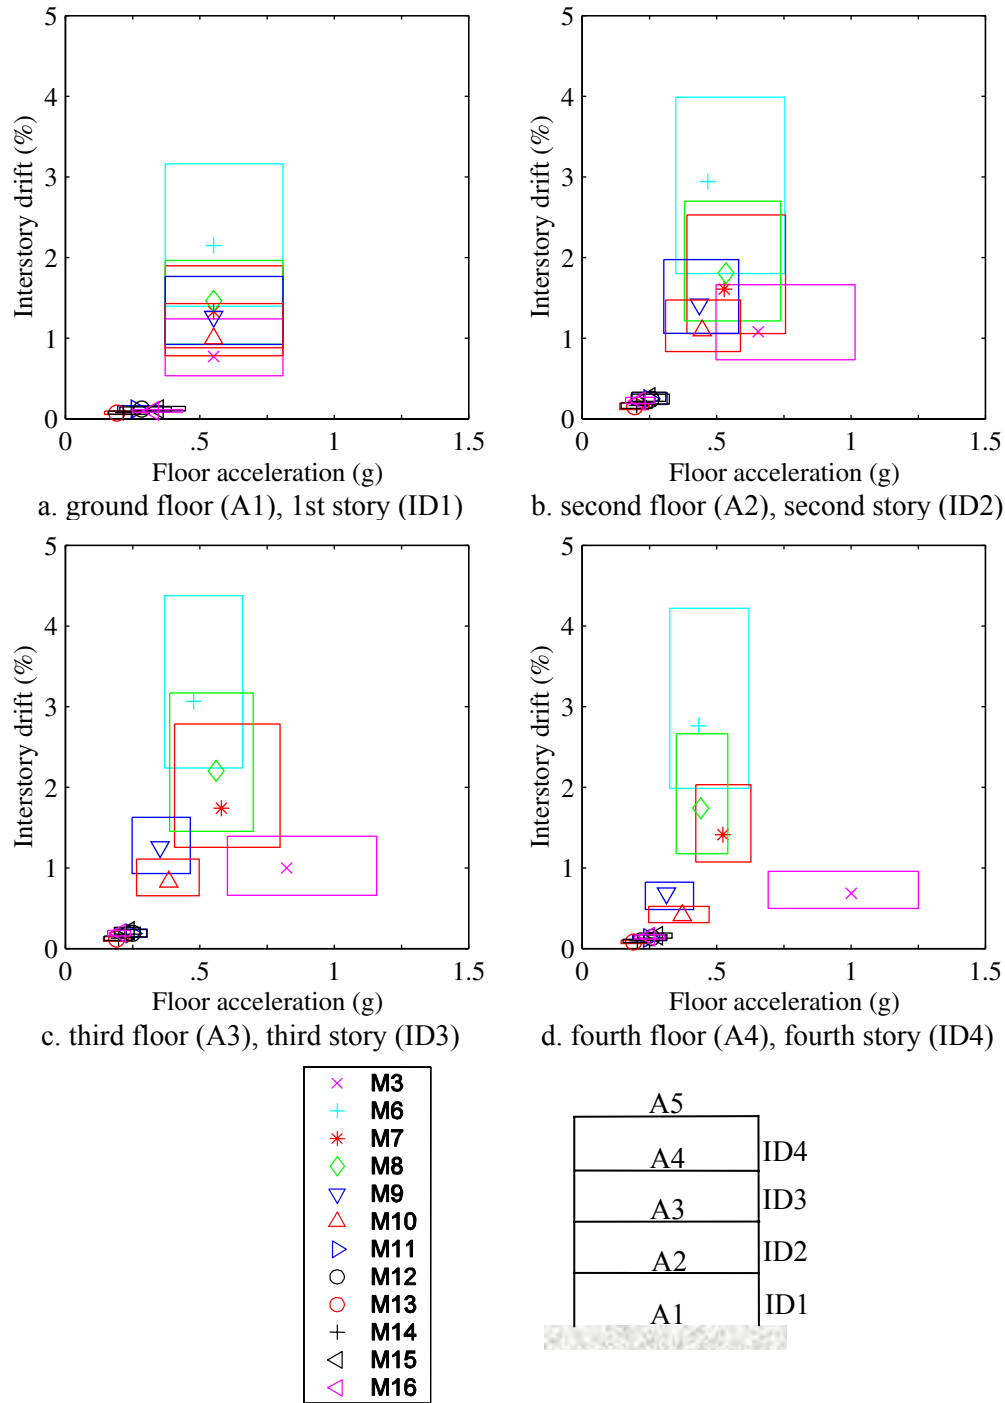 5
4
3
2
1
0
Interstory drift (%)
0 .5 1 1.5
Floor acceleration (g)
a. ground floor (A1), 1st story (ID1)
5
4
3
2
1
0
Interstory drift (%)
0 .5 1 1.5
Floor acceleration (g)
b. second floor (A2), second story (ID2)
5
4
3
2
1
0
Interstory drift (%)
0 .5 1 1.5
Floor acceleration (g)
c. third floor (A3), third story (ID3)
5
4
3
2
1
0
Interstory drift (%)
0 .5 1 1.5
Floor acceleration (g)
d. fourth floor (A4), fourth story (ID4)
M3
M6
M7
M8
M9
M10
M11
M12
M13
M14
M15
M16
A5
A4 ID4
A3 ID3
A2 ID2
A1 ID1